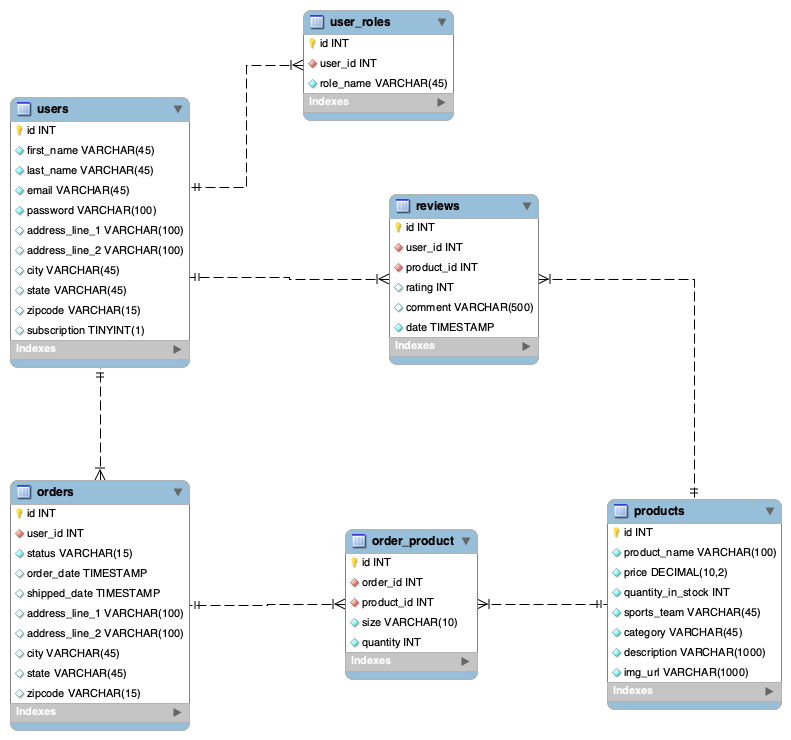 user_roles
id INT
user_id INT
role_name VARCHAR(45)
Indexes
users
id INT
first_name VARCHAR(45)
last_name VARCHAR(45)
email VARCHAR(45)
password VARCHAR(100)
address_line_1 VARCHAR(100)
address_line_2 VARCHAR(100)
city VARCHAR(45)
state VARCHAR(45)
zipcode VARCHAR(15)
subscription TINYINT(1)
Indexes
reviews
id INT
user_id INT
product_id INT
rating INT
comment VARCHAR(500)
date TIMESTAMP
Indexes
orders
id INT
user_id INT
status VARCHAR(15)
order_date TIMESTAMP
shipped_date TIMESTAMP
address_line_1 VARCHAR(100)
address_line_2 VARCHAR(100)
city VARCHAR(45)
state VARCHAR(45)
zipcode VARCHAR(15)
Indexes
order_product
id INT
order_id INT
product_id INT
size VARCHAR(10)
quantity INT
Indexes
products
id INT
product_name VARCHAR(100)
price DECIMAL(10,2)
quantity_in_stock INT
sports_team VARCHAR(45)
category VARCHAR(45)
description VARCHAR(1000)
img_url VARCHAR(1000)
Indexes